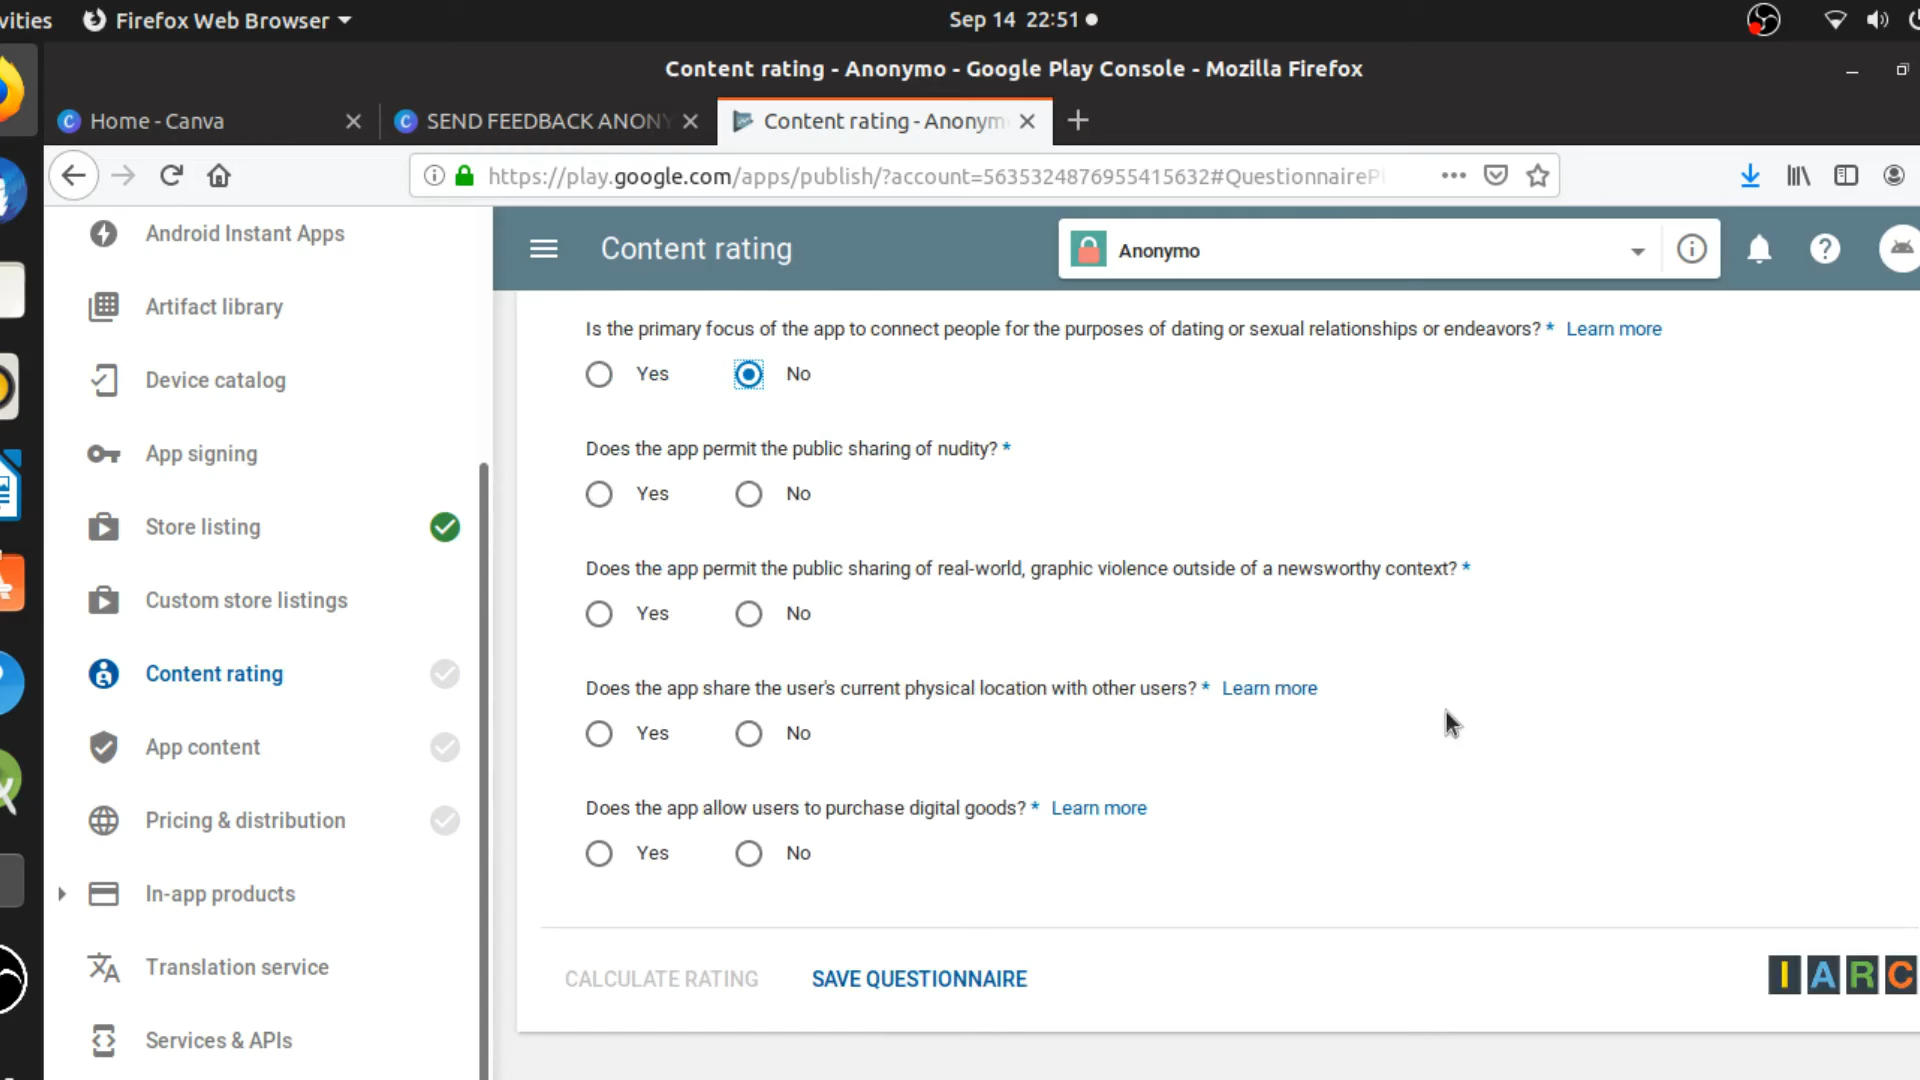 vities
Firefox Web Browser
Sep 14 22:51
Content rating - Anonymo - Google Play Console - Mozilla Firefox
Home - Canva
SEND FEEDBACK ANONY
Content rating - Anonym
https://play.google.com/apps/publish/?account=5635324876955415632#QuestionnaireP
Android Instant Apps
Artifact library
Device catalog
App signing
Store listing
Custom store listings
Content rating
App content
Pricing & distribution
In-app products
Translation service
Services & APIs
Content rating
Anonymo
Is the primary focus of the app to connect people for the purposes of dating or sexual relationships or endeavors? * Learn more
Yes No
Does the app permit the public sharing of nudity? *
Yes No
Does the app permit the public sharing of real-world, graphic violence outside of a newsworthy context? *
Yes No
Does the app share the user's current physical location with other users? * Learn more
Yes No
Does the app allow users to purchase digital goods? * Learn more
Yes No
CALCULATE RATING SAVE QUESTIONNAIRE
IARC